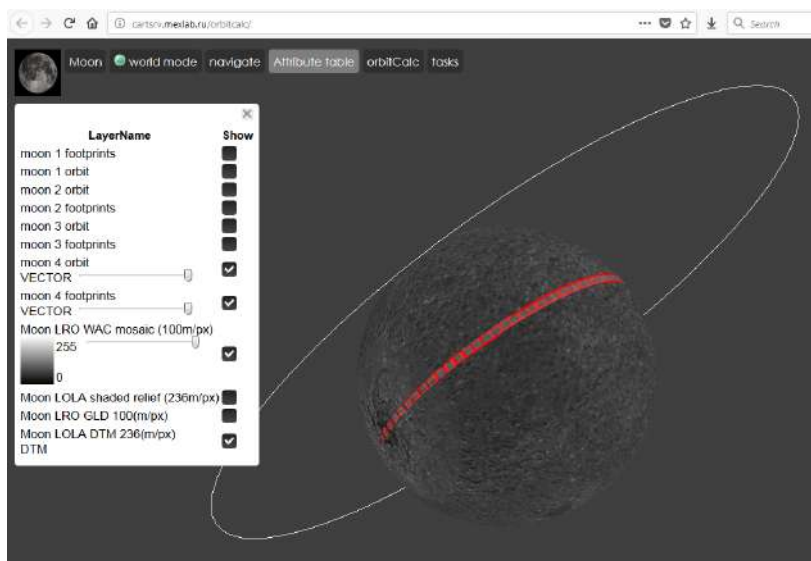 cartsrv.mexlab.ru/orbitcalc/
Search
Moon world mode navigate Attribute table orbitCalc tasks
LayerName Show
moon 1 footprints
moon 1 orbit
moon 2 orbit
moon 2 footprints
moon 3 orbit
moon 3 footprints
moon 4 orbit
VECTOR
moon 4 footprints
VECTOR
Moon LRO WAC mosaic (100m/px)
255
0
Moon LOLA shaded relief (236m/px)
Moon LRO GLD 100(m/px)
Moon LOLA DTM 236(m/px)
DTM